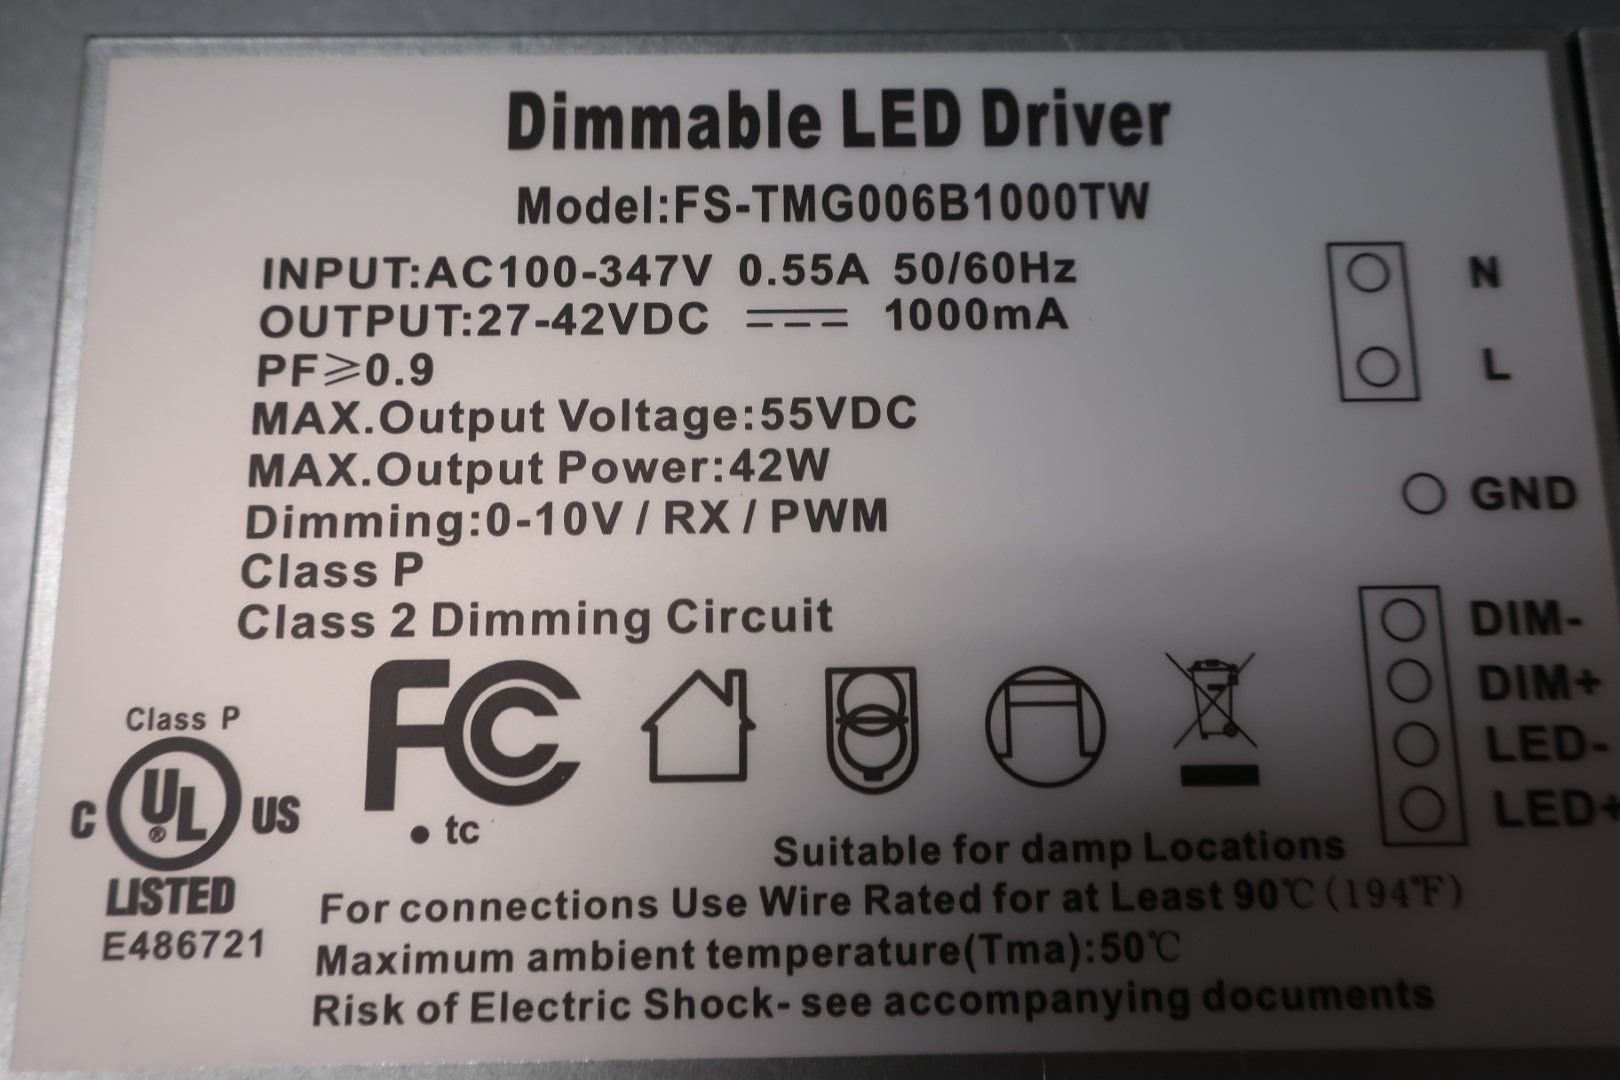 Dimmable LED Driver
Model:FS-TMG006B1000TW
INPUT:AC100-347V 0.55A 50/60Hz
OUTPUT:27-42VDC 1000mA
PF⩾0.9
MAX.Output Voltage:55VDC
MAX.Output Power:42W
Dimming:0-10V / RX / PWM
Class P
Class 2 Dimming Circuit
N
L
GND
DIM-
DIM+
LED-
LED+
Class P
C UL ® US
LISTED
E486721
FC
• tc
Suitable for damp Locations
For connections Use Wire Rated for at Least 90℃ (194℉)
Maximum ambient temperature(Tma):50℃
Risk of Electric Shock- see accompanying documents